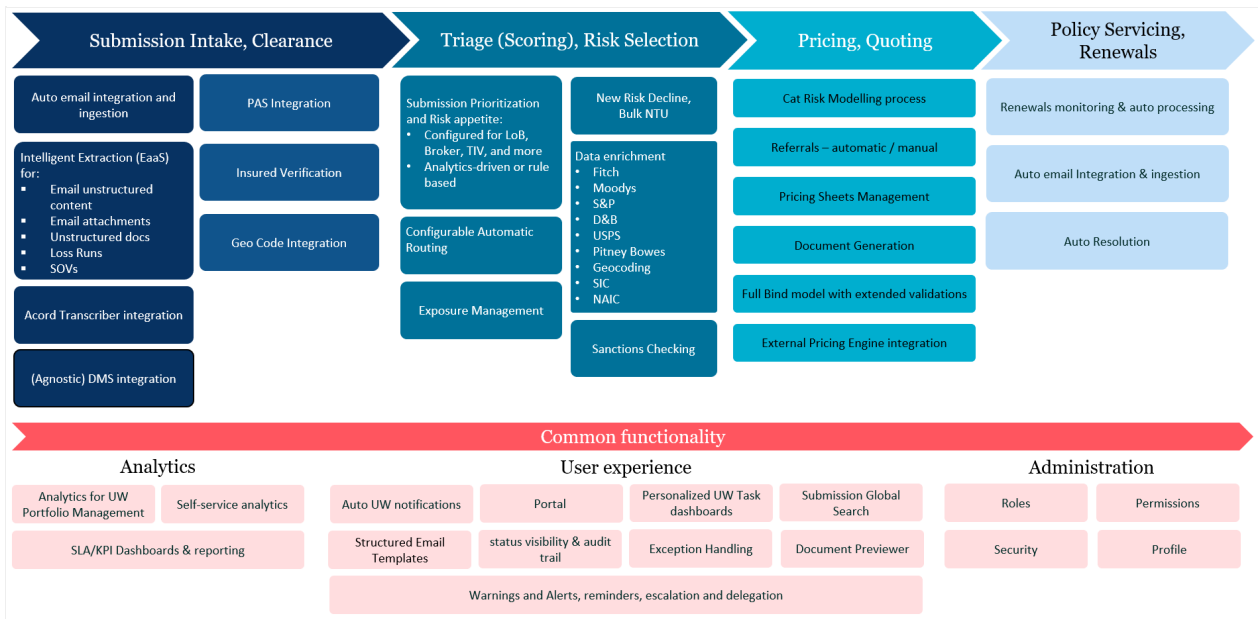 Submission Intake, Clearance
Triage (Scoring), Risk Selection
Pricing, Quoting
Policy Servicing,
Renewals
Auto email integration and
ingestion
Intelligent Extraction (EaaS)
for:
▪ Email unstructured
content
▪ Email attachments
▪ Unstructured docs
▪ Loss Runs
▪ SOVs
Acord Transcriber integration
(Agnostic) DMS integration
PAS Integration
Insured Verification
Geo Code Integration
Submission Prioritization
and Risk appetite:
• Configured for LoB,
Broker, TIV, and more
• Analytics-driven or rule
based
Configurable Automatic
Routing
Exposure Management
New Risk Decline,
Bulk NTU
Data enrichment
• Fitch
• Moodys
• S&P
• D&B
• USPS
• Pitney Bowes
• Geocoding
• SIC
• NAIC
Sanctions Checking
Cat Risk Modelling process
Referrals – automatic / manual
Pricing Sheets Management
Document Generation
Full Bind model with extended validations
External Pricing Engine integration
Renewals monitoring & auto processing
Auto email Integration & ingestion
Auto Resolution
Common functionality
Analytics
Analytics for UW
Portfolio Management
Self-service analytics
SLA/KPI Dashboards & reporting
User experience
Auto UW notifications
Portal
Personalized UW Task
dashboards
Submission Global
Search
Structured Email
Templates
status visibility & audit
trail
Exception Handling
Document Previewer
Warnings and Alerts, reminders, escalation and delegation
Administration
Roles
Permissions
Security
Profile